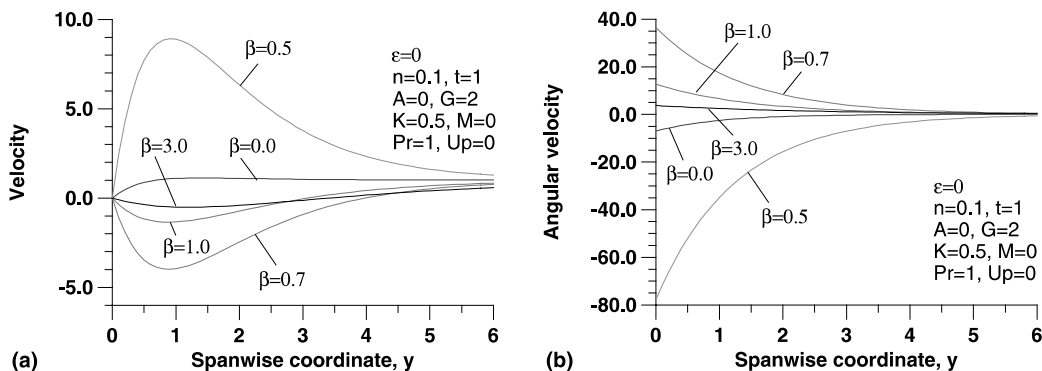 10.0
5.0
0.0
-5.0
Velocity
β=0.5
β=3.0
β=0.0
β=1.0
β=0.7
ε=0
n=0.1, t=1
A=0, G=2
K=0.5, M=0
Pr=1, Up=0
0 1 2 3 4 5 6
(a) Spanwise coordinate, y
40.0
20.0
0.0
-20.0
-40.0
-60.0
-80.0
Angular velocity
β=1.0
β=0.7
β=3.0
β=0.0
β=0.5
ε=0
n=0.1, t=1
A=0, G=2
K=0.5, M=0
Pr=1, Up=0
0 1 2 3 4 5 6
(b) Spanwise coordinate, y